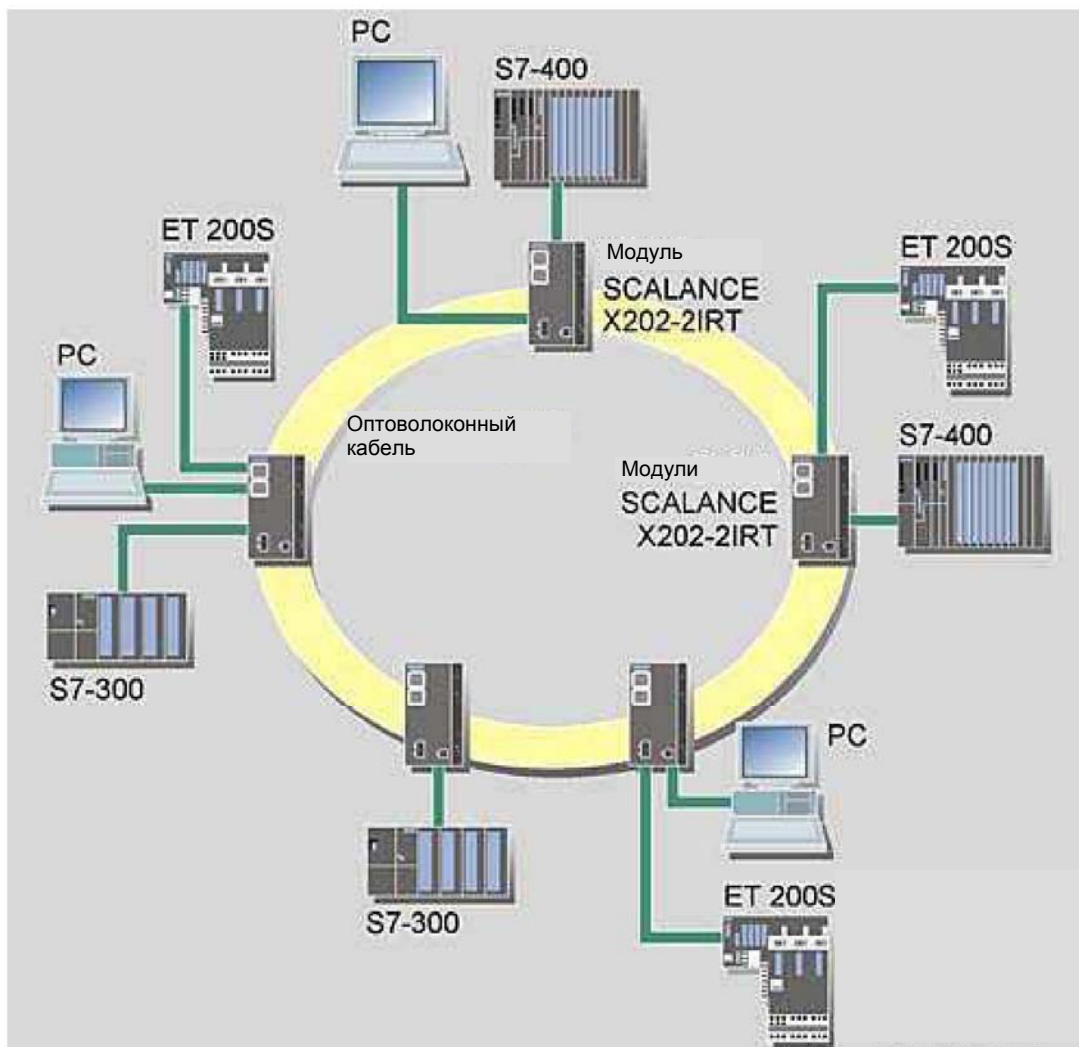 PC
S7-400
ET 200S
Модуль
SCALANCE
X202-2IRT
ET 200S
PC
Оптоволоконный
кабель
S7-400
Модули
SCALANCE
X202-2IRT
S7-300
PC
S7-300
ET 200S